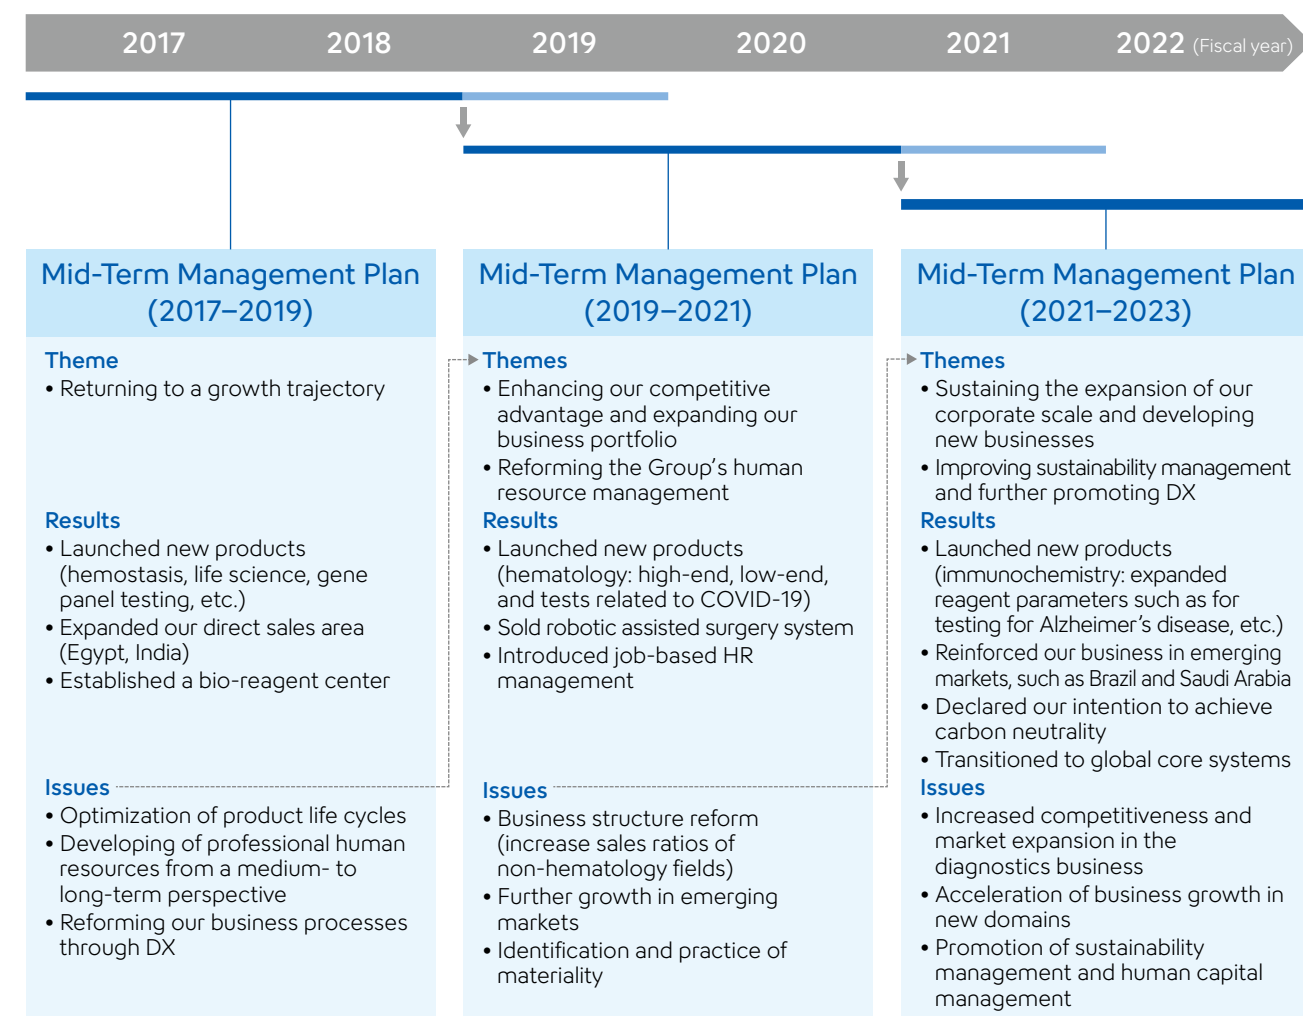 2017 2018 2019 2020 2021 2022 (Fiscal year)
Mid-Term Management Plan
(2017–2019)
Theme
• Returning to a growth trajectory
Results
• Launched new products
(hemostasis, life science, gene
panel testing, etc.)
• Expanded our direct sales area
(Egypt, India)
• Established a bio-reagent center
Issues
• Optimization of product life cycles
• Developing of professional human
resources from a medium- to
long-term perspective
• Reforming our business processes
through DX
Mid-Term Management Plan
(2019–2021)
Themes
• Enhancing our competitive
advantage and expanding our
business portfolio
• Reforming the Group’s human
resource management
Results
• Launched new products
(hematology: high-end, low-end,
and tests related to COVID-19)
• Sold robotic assisted surgery system
• Introduced job-based HR
management
Issues
• Business structure reform
(increase sales ratios of
non-hematology fields)
• Further growth in emerging
markets
• Identification and practice of
materiality
Mid-Term Management Plan
(2021–2023)
Themes
• Sustaining the expansion of our
corporate scale and developing
new businesses
• Improving sustainability management
and further promoting DX
Results
• Launched new products
(immunochemistry: expanded
reagent parameters such as for
testing for Alzheimer’s disease, etc.)
• Reinforced our business in emerging
markets, such as Brazil and Saudi Arabia
• Declared our intention to achieve
carbon neutrality
• Transitioned to global core systems
Issues
• Increased competitiveness and
market expansion in the
diagnostics business
• Acceleration of business growth in
new domains
• Promotion of sustainability
management and human capital
management